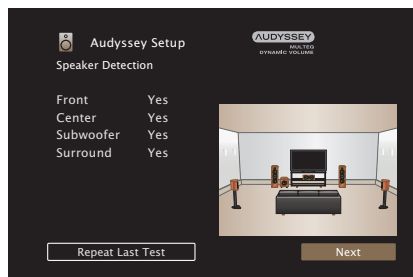 Audyssey Setup
AUDYSSEY
MULTEQ
DYNAMIC VOLUME
Speaker Detection
Front Yes
Center Yes
Subwoofer Yes
Surround Yes
Repeat Last Test
Next